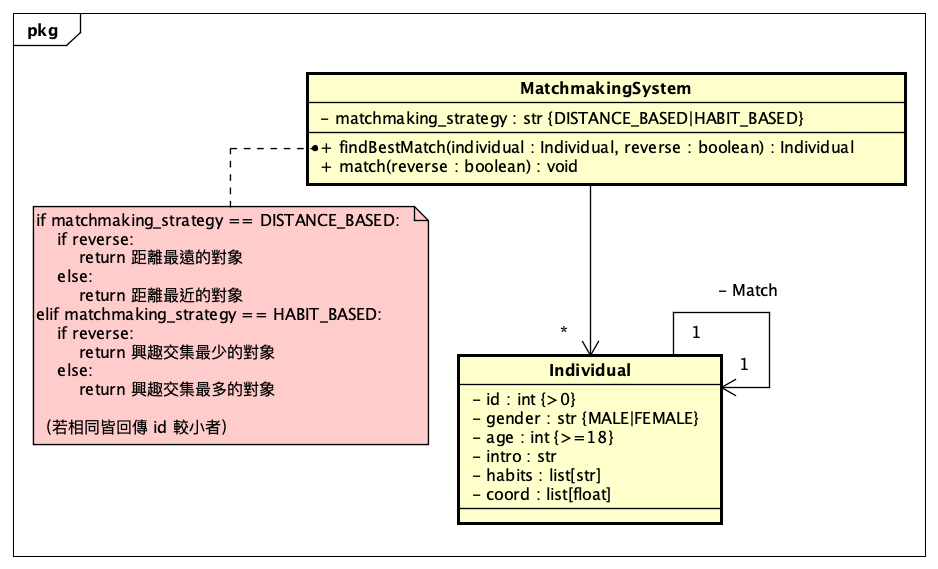 pkg
MatchmakingSystem
- matchmaking_strategy : str {DISTANCE_BASED|HABIT_BASED}
+ findBestMatch(individual : Individual, reverse : boolean) : Individual
+ match(reverse : boolean) : void
if matchmaking_strategy == DISTANCE_BASED:
if reverse:
return 距離最遠的對象
else:
return 距離最近的對象
elif matchmaking_strategy == HABIT_BASED:
if reverse:
return 興趣交集最少的對象
else:
return 興趣交集最多的對象
（若相同皆回傳 id 較小者）
- Match
*
1
1
Individual
- id : int {>0}
- gender : str {MALE|FEMALE}
- age : int {>=18}
- intro : str
- habits : list[str]
- coord : list[float]